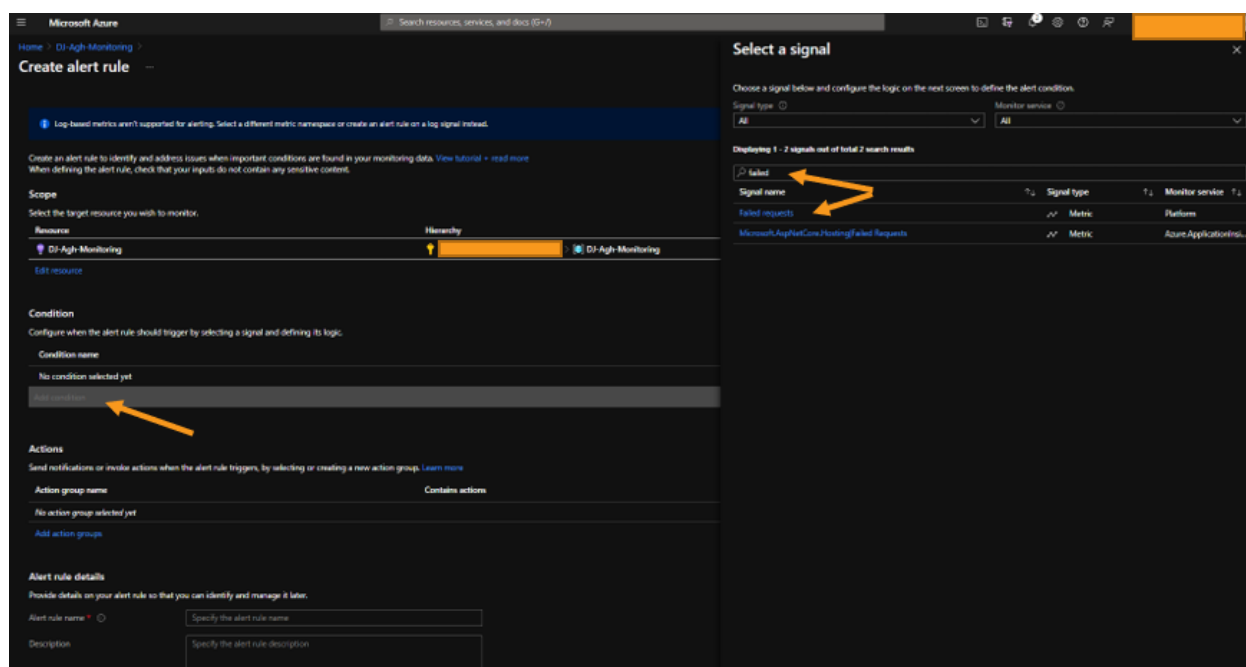 Microsoft Azure
Search resources, services, and docs (G+/)
Home > DJ-Agh-Monitoring >
Create alert rule ...
Log-based metrics aren't supported for alerting. Select a different metric namespace or create an alert rule on a log signal instead.
Create an alert rule to identify and address issues when important conditions are found in your monitoring data. View tutorial + read more
When defining the alert rule, check that your inputs do not contain any sensitive content.
Scope
Select the target resource you wish to monitor.
Resource Hierarchy
DJ-Agh-Monitoring > DJ-Agh-Monitoring
Edit resource
Condition
Configure when the alert rule should trigger by selecting a signal and defining its logic.
Condition name
No condition selected yet
Add condition
Actions
Send notifications or invoke actions when the alert rule triggers, by selecting or creating a new action group. Learn more
Action group name Contains actions
No action group selected yet
Add action groups
Alert rule details
Provide details on your alert rule so that you can identify and manage it later.
Alert rule name * Specify the alert rule name
Description Specify the alert rule description
Select a signal
Choose a signal below and configure the logic on the next screen to define the alert condition.
Signal type Monitor service
All All
Displaying 1 - 2 signals out of total 2 search results
failed
Signal name Signal type Monitor service
Failed requests Metric Platform
Microsoft.AspNetCore.Hosting|Failed Requests Metric Azure.ApplicationInsi...